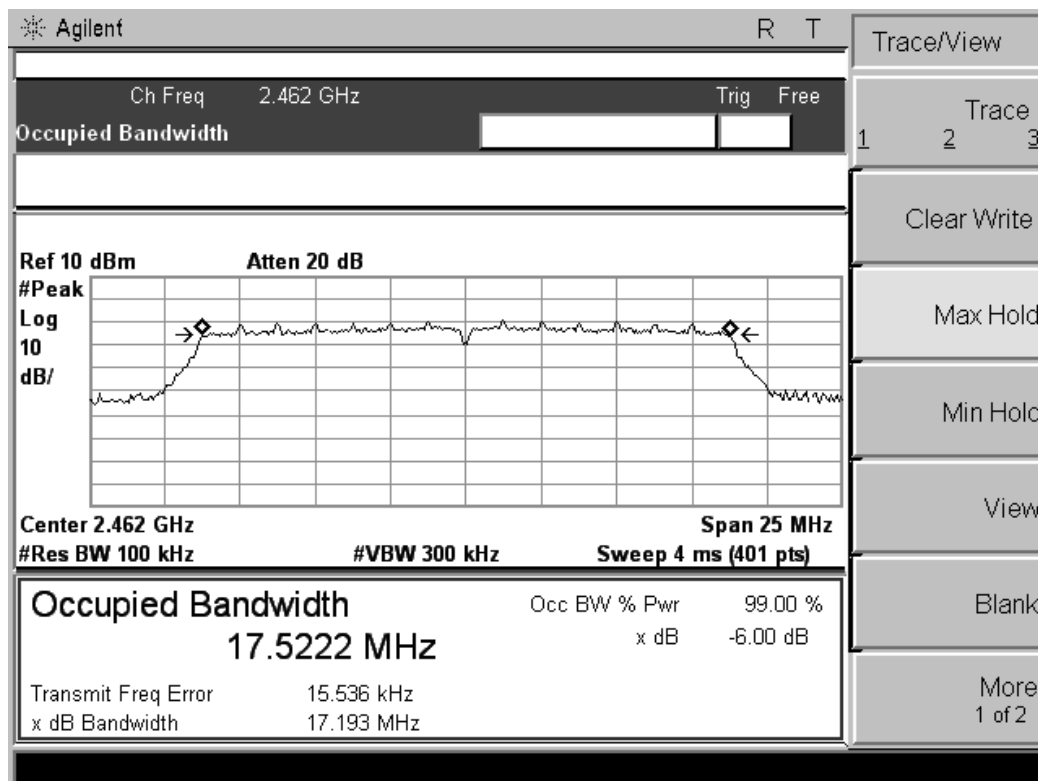 Agilent R T
Trace/View
Ch Freq 2.462 GHz Trig Free
Occupied Bandwidth
Trace
1 2 3
Clear Write
Ref 10 dBm Atten 20 dB
#Peak
Log
10
dB/
Max Hold
Min Hold
View
Center 2.462 GHz Span 25 MHz
#Res BW 100 kHz #VBW 300 kHz Sweep 4 ms (401 pts)
Occupied Bandwidth Occ BW % Pwr 99.00 %
17.5222 MHz x dB -6.00 dB
Blank
Transmit Freq Error 15.536 kHz
x dB Bandwidth 17.193 MHz
More
1 of 2